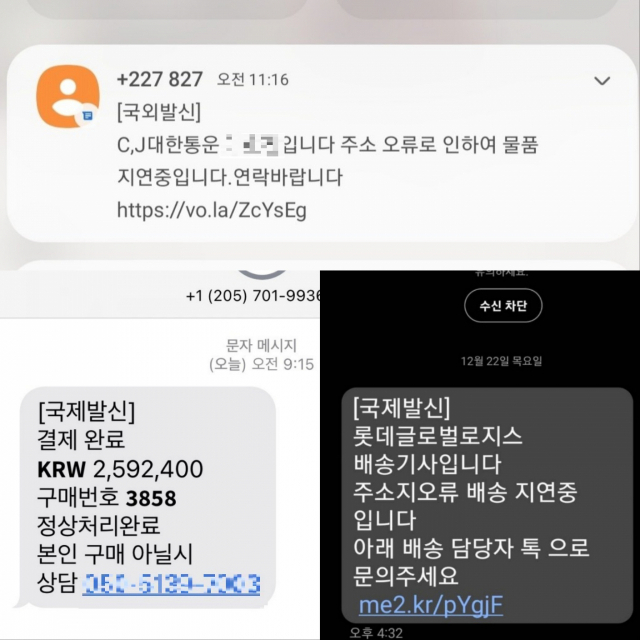 +227 827 오전 11:16
[국외발신]
C,J대한통운 입니다 주소 오류로 인하여 물품
지연중입니다.연락바랍니다
https://vo.la/ZcYsEg
+1 (205) 701-9936
문자 메시지
(오늘) 오전 9:15
[국제발신]
결제 완료
KRW 2,592,400
구매번호 3858
정상처리완료
본인 구매 아닐시
상담
유의하세요.
수신 차단
12월 22일 목요일
[국제발신]
롯데글로벌로지스
배송기사입니다
주소지오류 배송 지연중
입니다
아래 배송 담당자 톡 으로
문의주세요
me2.kr/pYgjF
오후 4:32